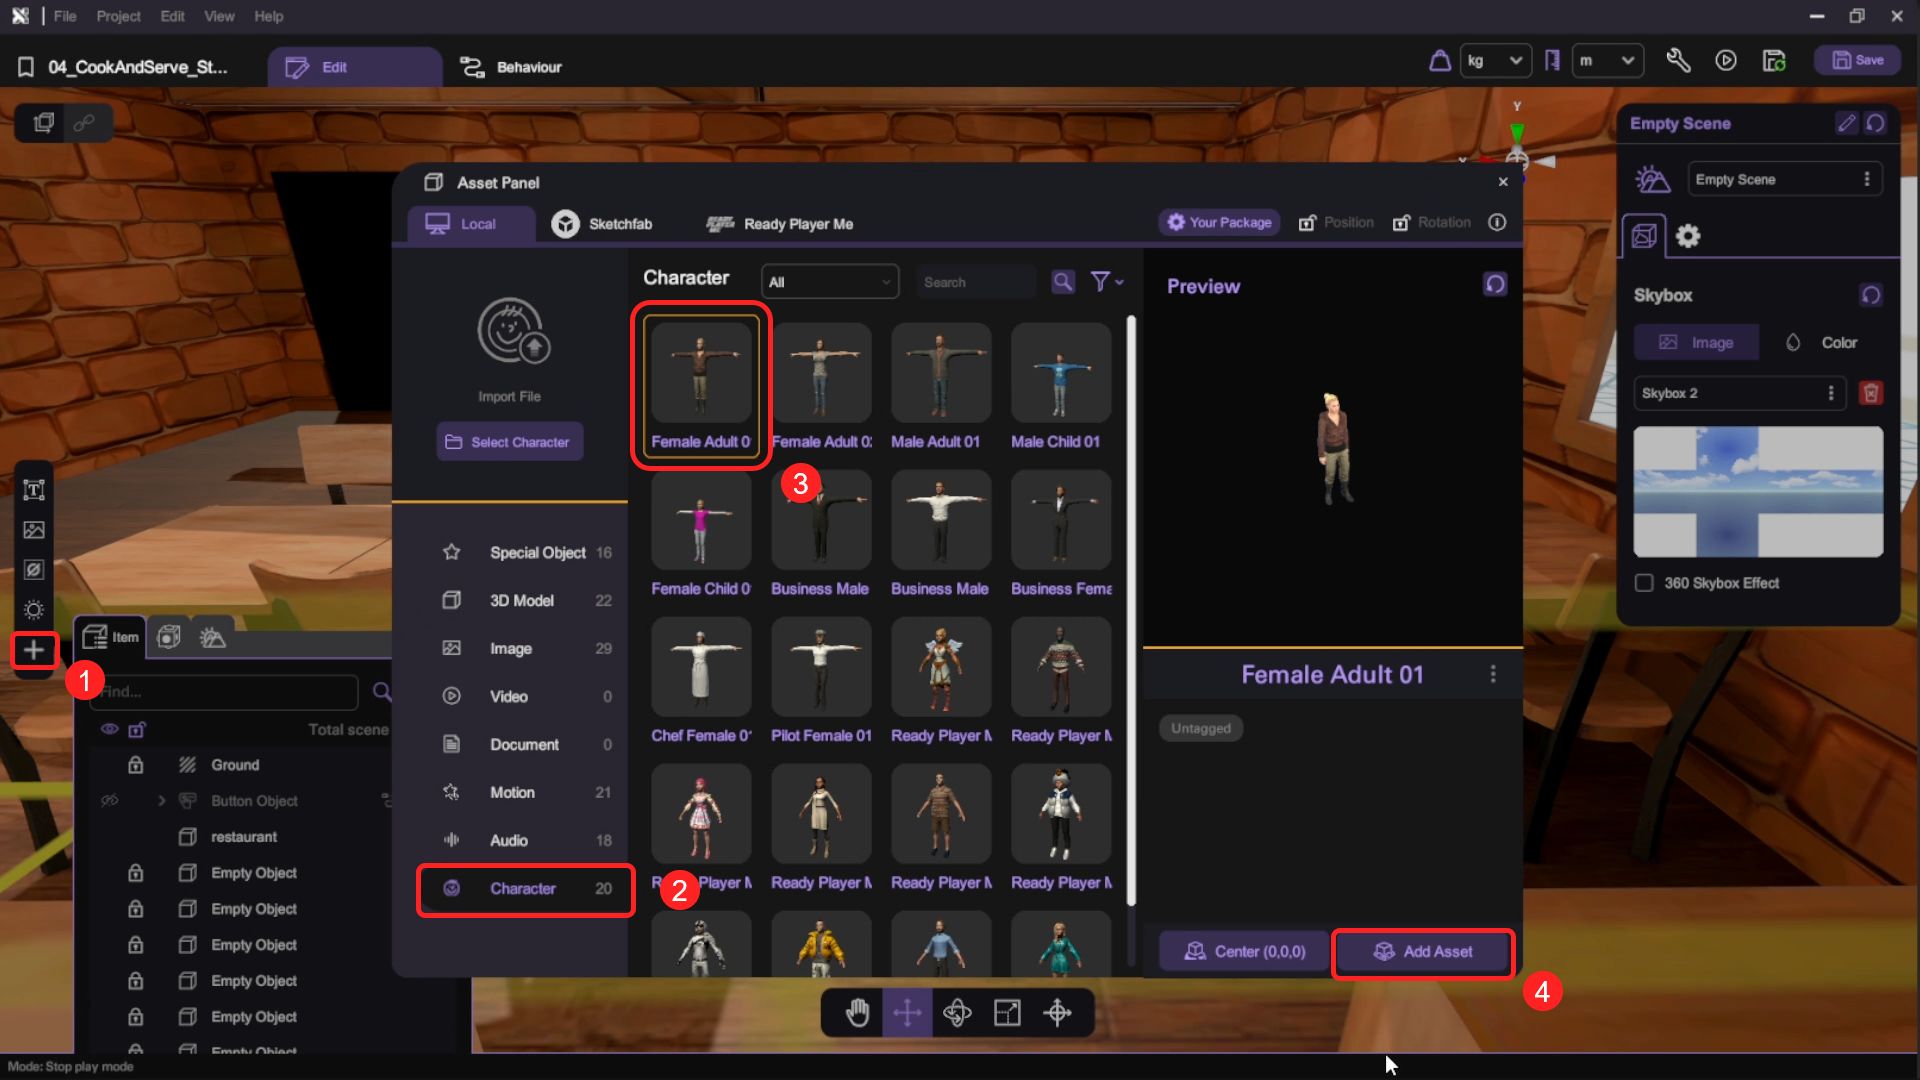 File Project Edit View Help
04_CookAndServe_St...
Edit
Behaviour
kg
m
Save
Asset Panel
Local
Sketchfab
Ready Player Me
Your Package
Position
Rotation
Import File
Select Character
Special Object 16
3D Model 22
Image 29
Video 0
Document 0
Motion 21
Audio 18
Character 20
Character
All
Search
Female Adult 0
Female Adult 0
Male Adult 01
Male Child 01
Female Child 0
Business Male
Business Male
Business Fema
Chef Female 0
Pilot Female 01
Ready Player M
Ready Player M
R Player M
Ready Player M
Ready Player M
Ready Player M
Preview
Female Adult 01
Untagged
Center (0,0,0)
Add Asset
1
2
3
4
Y
Item
Find...
Total scene
Ground
Button Object
restaurant
Empty Object
Empty Object
Empty Object
Empty Object
Empty Object
Empty Object
Empty Scene
Empty Scene
Skybox
Image
Color
Skybox 2
360 Skybox Effect
Mode: Stop play mode